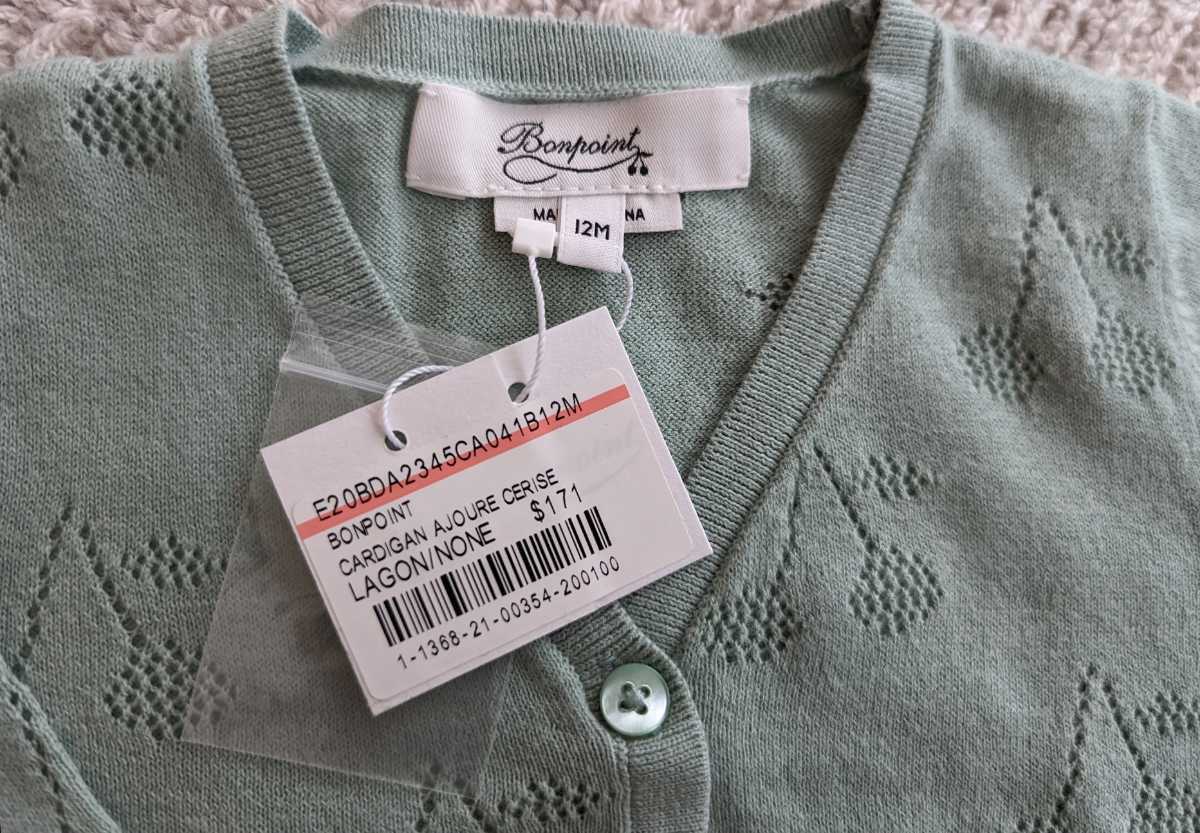 Bonpoint
MA NA
12M
E20BDA2345CA041B12M
BONPOINT
CARDIGAN AJOURE CERISE
LAGON/NONE $171
1-1368-21-00354-200100